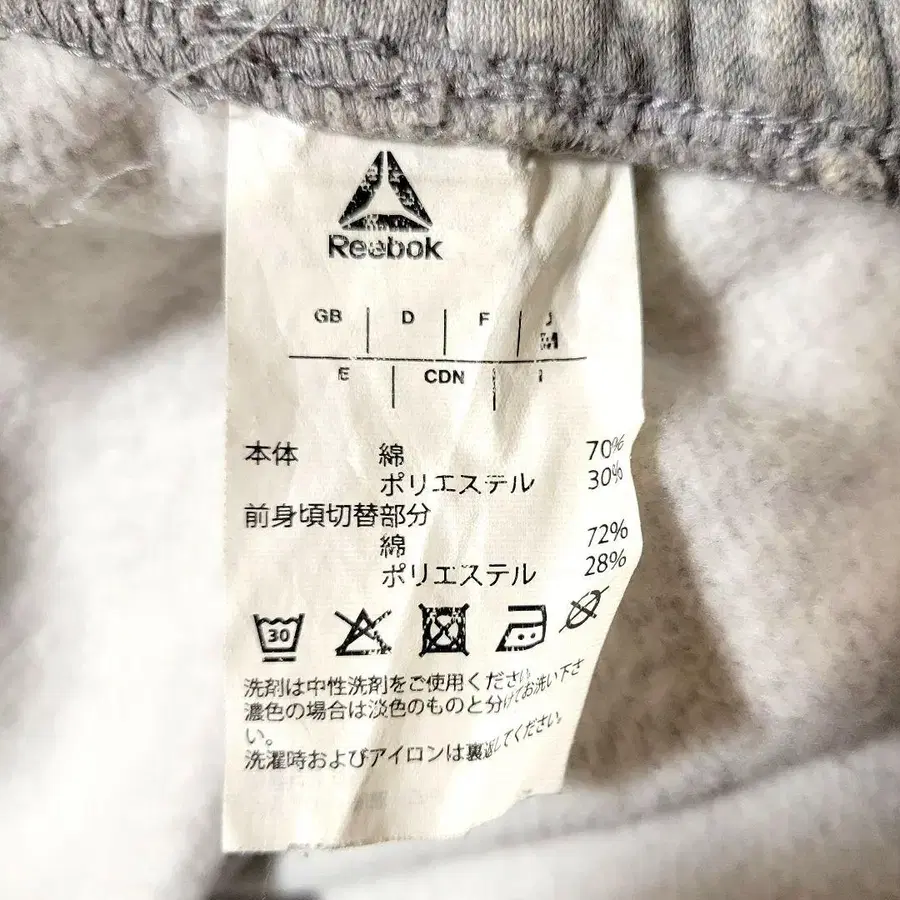 Reebok
GB D F J
M
E CDN I
本体 綿 70%
ポリエステル 30%
前身頃切替部分
綿 72%
ポリエステル 28%
30
洗剤は中性洗剤をご使用ください。
濃色の場合は淡色のものと分けてお洗い下さ
い。
洗濯時およびアイロンは裏返してください。